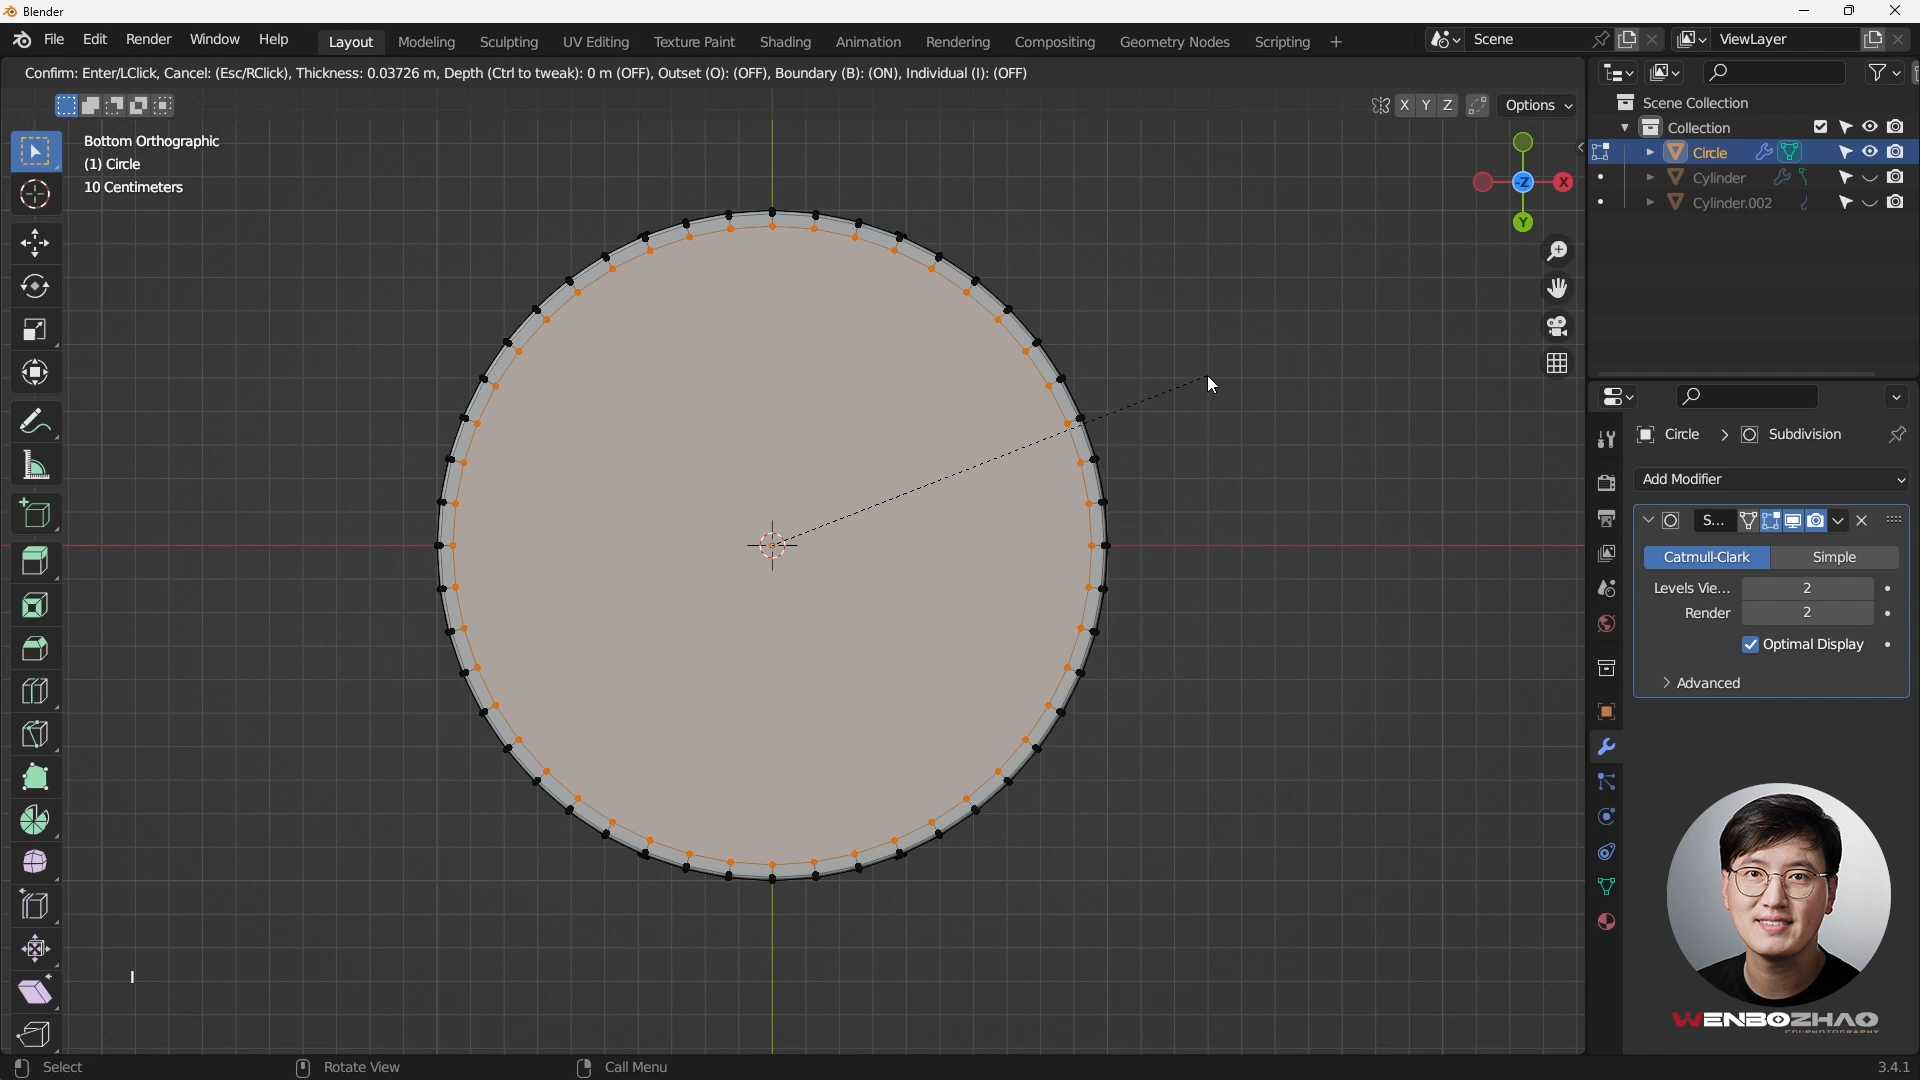 Blender
File Edit Render Window Help Layout Modeling Sculpting UV Editing Texture Paint Shading Animation Rendering Compositing Geometry Nodes Scripting + Scene ViewLayer
Confirm: Enter/LClick, Cancel: (Esc/RClick), Thickness: 0.03726 m, Depth (Ctrl to tweak): 0 m (OFF), Outset (O): (OFF), Boundary (B): (ON), Individual (I): (OFF)
X Y Z Options
Bottom Orthographic
(1) Circle
10 Centimeters
-Z X
Y
Scene Collection
Collection
Circle
Cylinder
Cylinder.002
Circle > Subdivision
Add Modifier
S...
Catmull-Clark Simple
Levels Vie... 2
Render 2
Optimal Display
Advanced
I
WENBOZHAO
Select Rotate View Call Menu 3.4.1